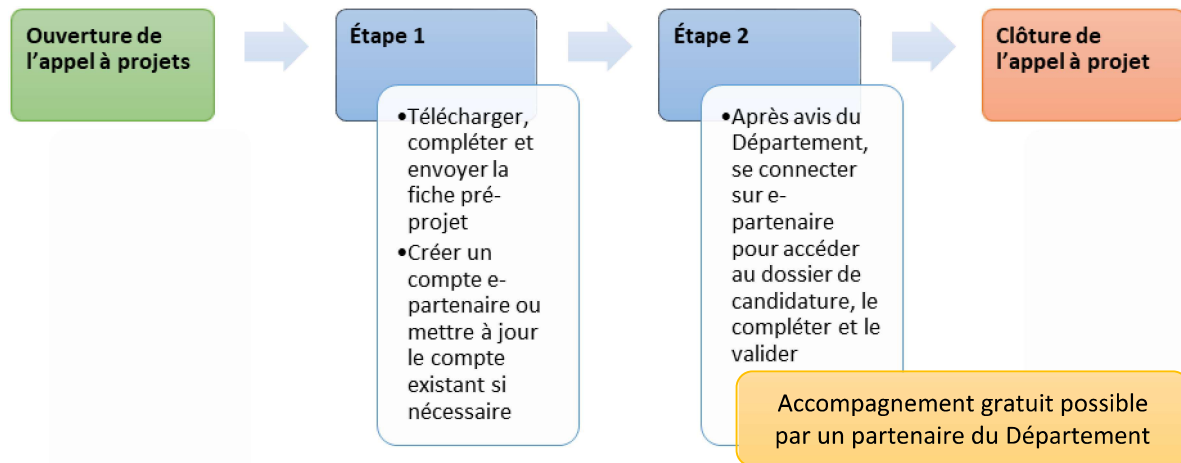 Ouverture de
l'appel à projets
Étape 1
•Télécharger,
compléter et
envoyer la
fiche pré-
projet
•Créer un
compte e-
partenaire ou
mettre à jour
le compte
existant si
nécessaire
Étape 2
•Après avis du
Département,
se connecter
sur e-
partenaire
pour accéder
au dossier de
candidature, le
compléter et le
valider
Accompagnement gratuit possible
par un partenaire du Département
Clôture de
l'appel à projet